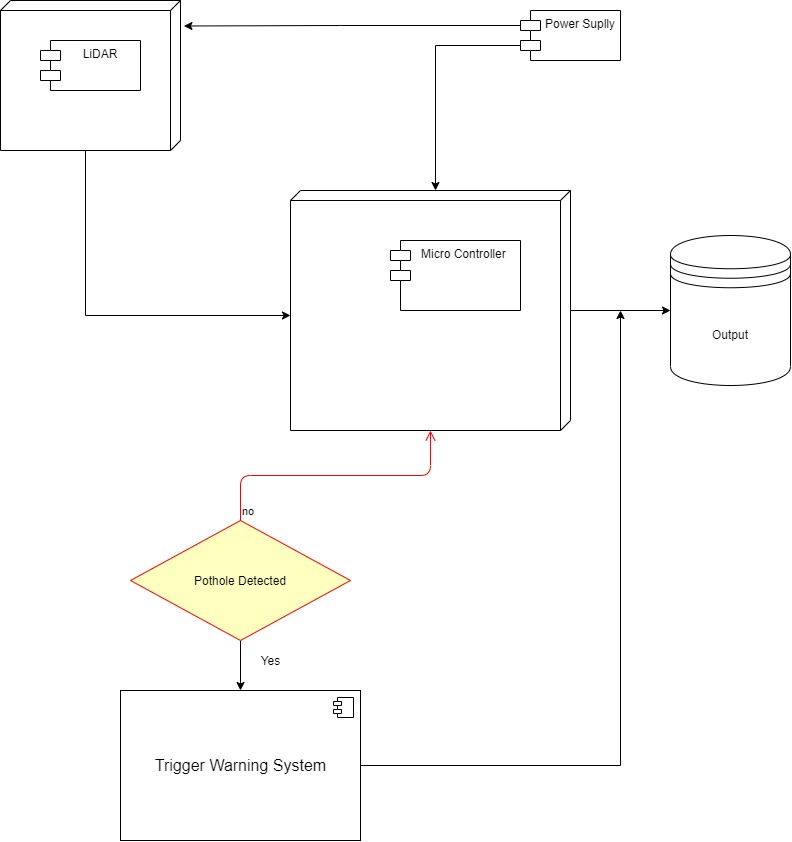 Power Suplly
LiDAR
Micro Controller
Output
no
Pothole Detected
Yes
Trigger Warning System